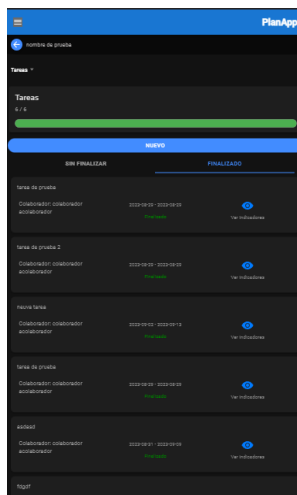 PlanApp
nombre de prueba
Tareas
Tareas
6 / 6
NUEVO
SIN FINALIZAR
FINALIZADO
tarea de prueba
Colaborador: colaborador
acolaborador
Finalizado
Ver indicadores
tarea de prueba 2
Colaborador: colaborador
acolaborador
Finalizado
Ver indicadores
neuva tarea
Colaborador: colaborador
acolaborador
Finalizado
Ver indicadores
tarea de prueba
Colaborador: colaborador
acolaborador
Finalizado
Ver indicadores
asdasd
Colaborador: colaborador
acolaborador
Finalizado
Ver indicadores